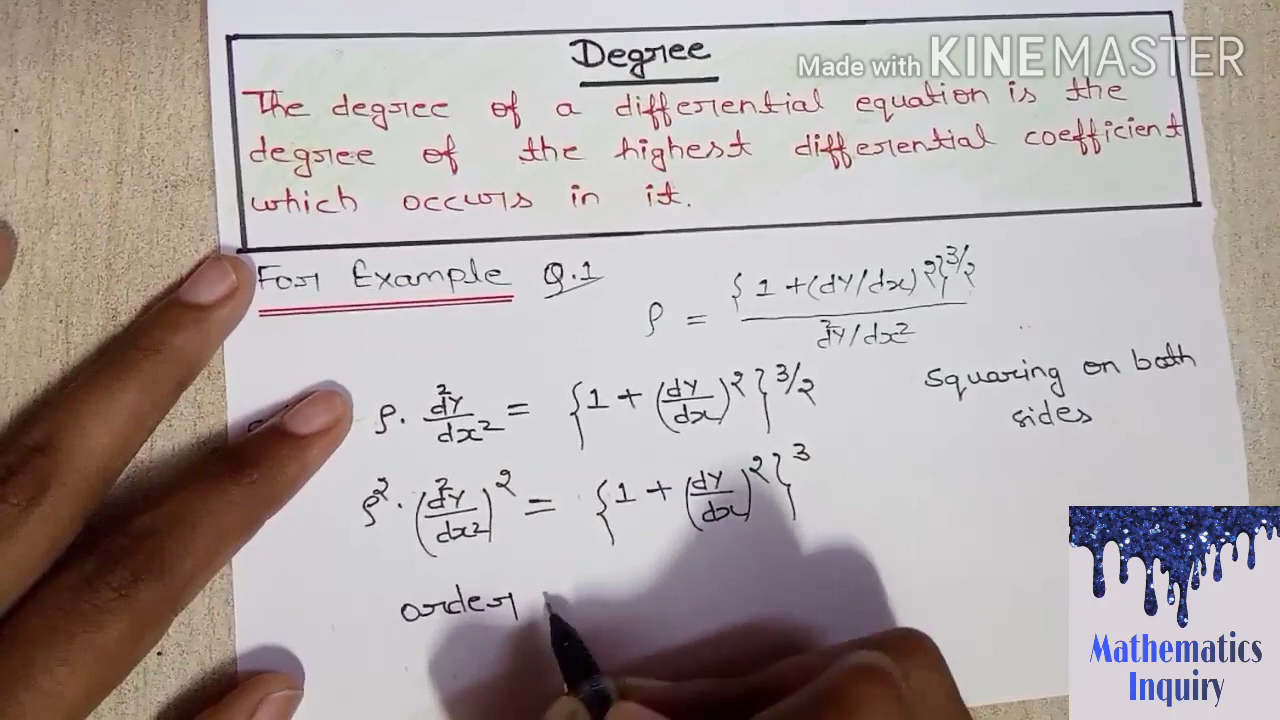 Degree
Made with KINEMASTER
The degree of a differential equation is the
degree of the highest differential coefficient
which occurs in it.
For Example Q.1
ρ = {1 + (dy/dx)²}^3/2 / d²y/dx²
ρ. d²y/dx² = {1 + (dy/dx)²}^3/2
Squaring on both
sides
ρ². (d²y/dx²)² = {1 + (dy/dx)²}³
order
Mathematics
Inquiry